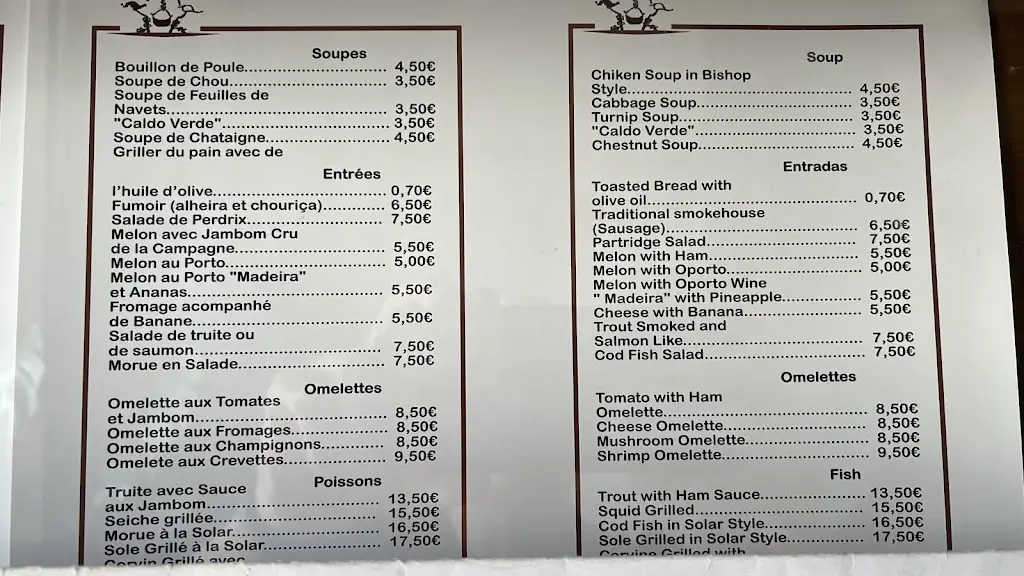 Soupes
Bouillon de Poule.................................. 4,50€
Soupe de Chou..................................... 3,50€
Soupe de Feuilles de
Navets.................................................... 3,50€
"Caldo Verde"....................................... 3,50€
Soupe de Chataigne............................. 4,50€
Griller du pain avec de
Entrées
l'huile d'olive......................................... 0,70€
Fumoir (alheira et chouriça)............... 6,50€
Salade de Perdrix................................. 7,50€
Melon avec Jambom Cru
de la Campagne.................................... 5,50€
Melon au Porto..................................... 5,00€
Melon au Porto "Madeira"
et Ananas.............................................. 5,50€
Fromage acompanhé
de Banane............................................. 5,50€
Salade de truite ou
de saumon............................................ 7,50€
Morue en Salade.................................. 7,50€
Omelettes
Omelette aux Tomates
et Jambom............................................. 8,50€
Omelette aux Fromages....................... 8,50€
Omelette aux Champignons................ 8,50€
Omelete aux Crevettes........................ 9,50€
Poissons
Truite avec Sauce
aux Jambom........................................ 13,50€
Seiche grillée...................................... 15,50€
Morue à la Solar................................... 16,50€
Sole Grillé à la Solar............................ 17,50€
Corvin Grillé avec
Soup
Chiken Soup in Bishop
Style.................................................... 4,50€
Cabbage Soup..................................... 3,50€
Turnip Soup......................................... 3,50€
"Caldo Verde"...................................... 3,50€
Chestnut Soup..................................... 4,50€
Entradas
Toasted Bread with
olive oil................................................ 0,70€
Traditional smokehouse
(Sausage)............................................ 6,50€
Partridge Salad................................... 7,50€
Melon with Ham................................... 5,50€
Melon with Oporto............................... 5,00€
Melon with Oporto Wine
" Madeira" with Pineapple.................. 5,50€
Cheese with Banana........................... 5,50€
Trout Smoked and
Salmon Like......................................... 7,50€
Cod Fish Salad.................................... 7,50€
Omelettes
Tomato with Ham
Omelette............................................... 8,50€
Cheese Omelette................................. 8,50€
Mushroom Omelette............................ 8,50€
Shrimp Omelette.................................. 9,50€
Fish
Trout with Ham Sauce........................ 13,50€
Squid Grilled....................................... 15,50€
Cod Fish in Solar Style....................... 16,50€
Sole Grilled in Solar Style.................. 17,50€
Corvine Grilled with